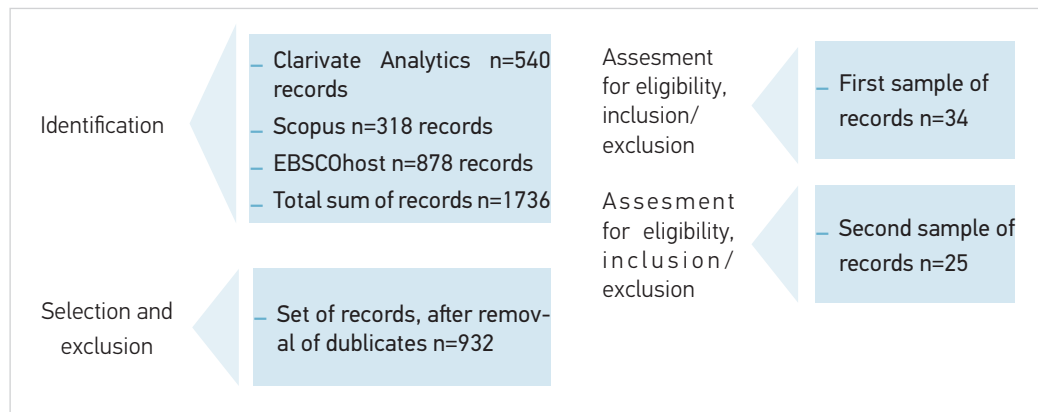 Identification
– Clarivate Analytics n=540
records
– Scopus n=318 records
– EBSCOhost n=878 records
– Total sum of records n=1736
Selection and
exclusion
– Set of records, after remov-
al of dublicates n=932
Assesment
for eligibility,
inclusion/
exclusion
– First sample of
records n=34
Assesment
for eligibility,
inclusion/
exclusion
– Second sample of
records n=25